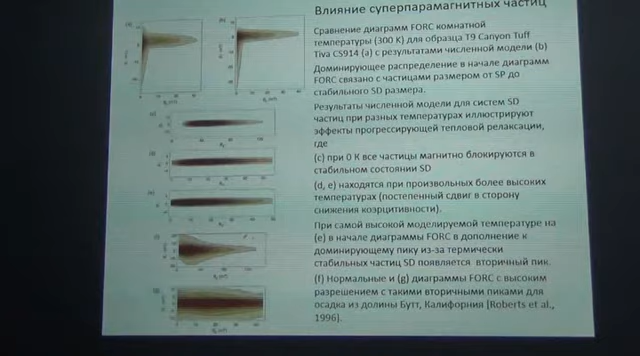 Влияние суперпарамагнитных частиц
Сравнение диаграмм FORC комнатной
температуры (300 K) для образца T9 Canyon Tuff
Tiva CS914 (a) с результатами численной модели (b)
Доминирующее распределение в начале диаграмм
FORC связано с частицами размером от SP до
стабильного SD размера.
Результаты численной модели для систем SD
частиц при разных температурах иллюстрируют
эффекты прогрессирующей тепловой релаксации,
где
(c) при 0 K все частицы магнитно блокируются в
стабильном состоянии SD
(d, e) находятся при произвольных более высоких
температурах (постепенный сдвиг в сторону
снижения коэрцитивности).
При самой высокой моделируемой температуре на
(e) в начале диаграммы FORC в дополнение к
доминирующему пику из-за термически
стабильных частиц SD появляется вторичный пик.
(f) Нормальные и (g) диаграммы FORC с высоким
разрешением с такими вторичными пиками для
осадка из долины Бутт, Калифорния [Roberts et al.,
1996].